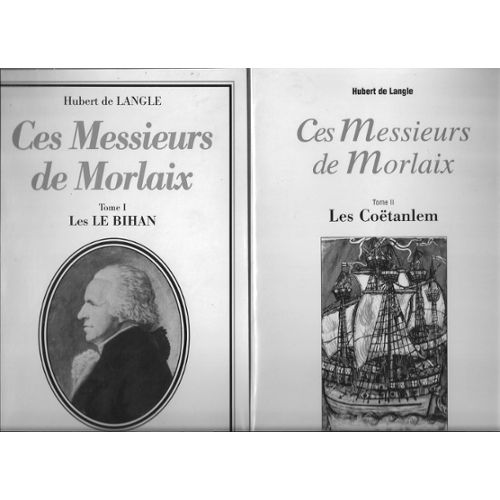 Hubert de LANGLE
Ces Messieurs
de Morlaix
Tome I
Les LE BIHAN
Hubert de Langle
Ces Messieurs
de Morlaix
Tome II
Les Coëtanlem